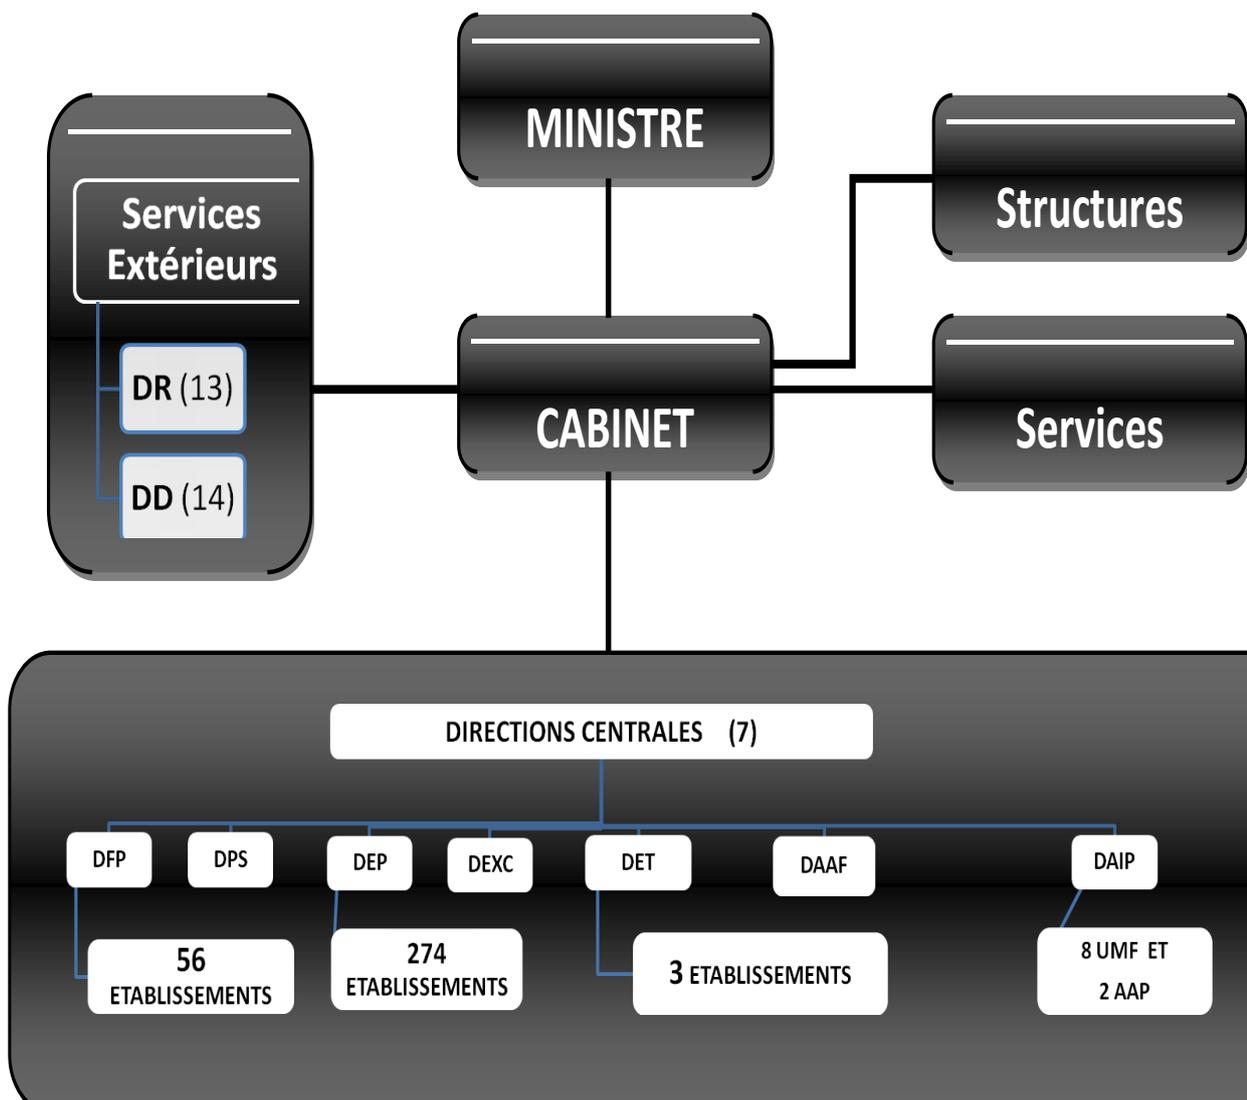 MINISTRE
Services
Extérieurs
DR (13)
DD (14)
CABINET
Structures
Services
DIRECTIONS CENTRALES (7)
DFP
DPS
DEP
DEXC
DET
DAAF
DAIP
56
ETABLISSEMENTS
274
ETABLISSEMENTS
3 ETABLISSEMENTS
8 UMF ET
2 AAP